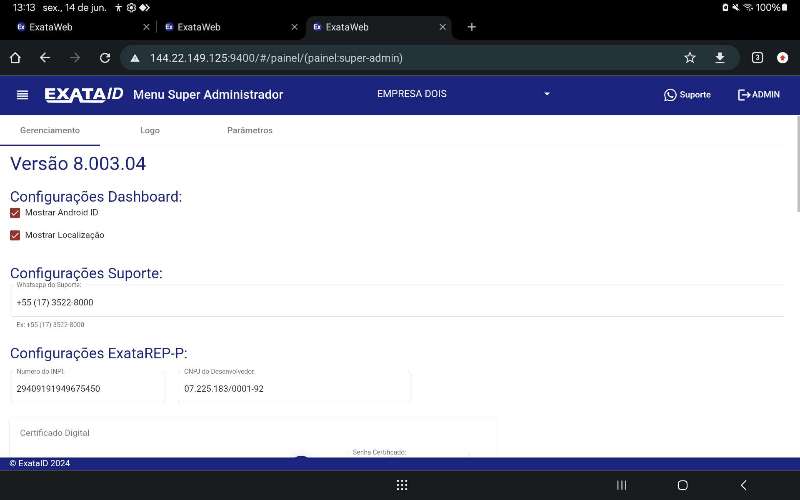 13:13 sex., 14 de jun. 100%
ExataWeb ExataWeb ExataWeb
144.22.149.125:9400/#/painel/(painel:super-admin) 3
EXATAID Menu Super Administrador EMPRESA DOIS Suporte ADMIN
Gerenciamento Logo Parâmetros
Versão 8.003.04
Configurações Dashboard:
Mostrar Android ID
Mostrar Localização
Configurações Suporte:
Whatsapp do Suporte:
+55 (17) 3522-8000
Ex: +55 (17) 3522-8000
Configurações ExataREP-P:
Numero do INPI: CNPJ do Desenvolvedor:
29409191949675450 07.225.183/0001-92
Certificado Digital
Senha Certificado:
© ExataID 2024